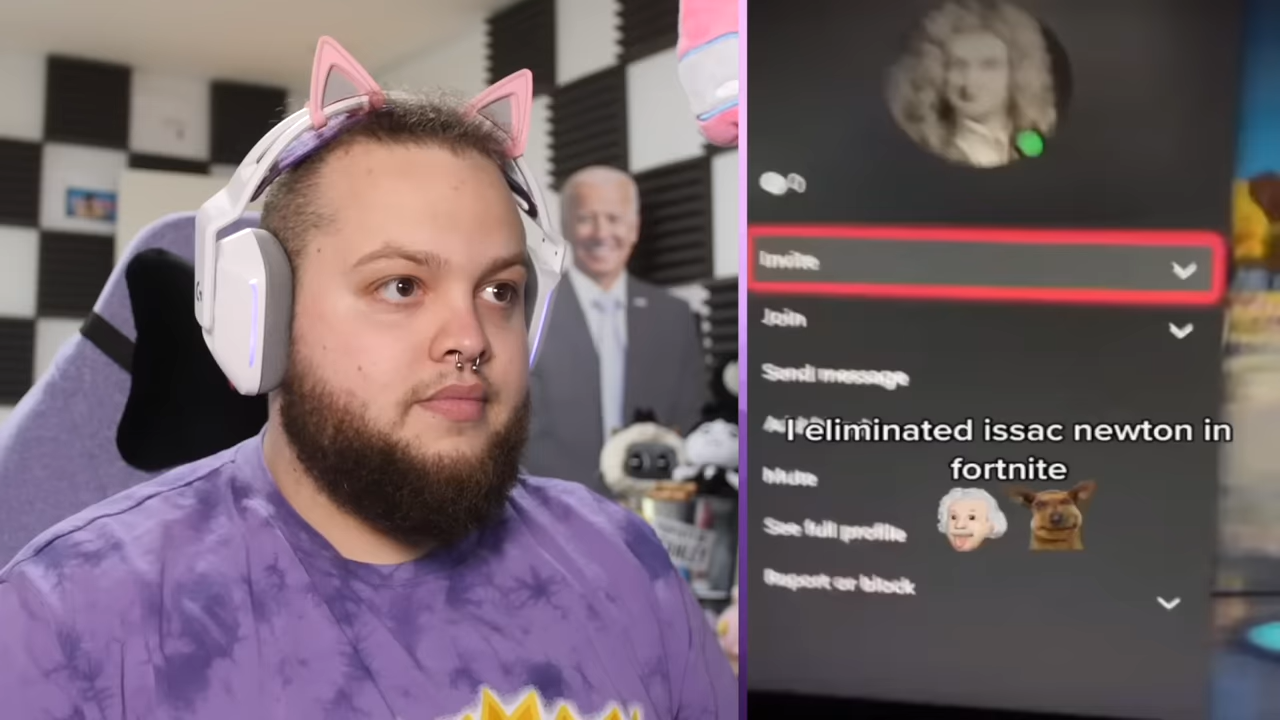 Invite
Join
Send message
I eliminated issac newton in
fortnite
Mute
See full profile
Report or block